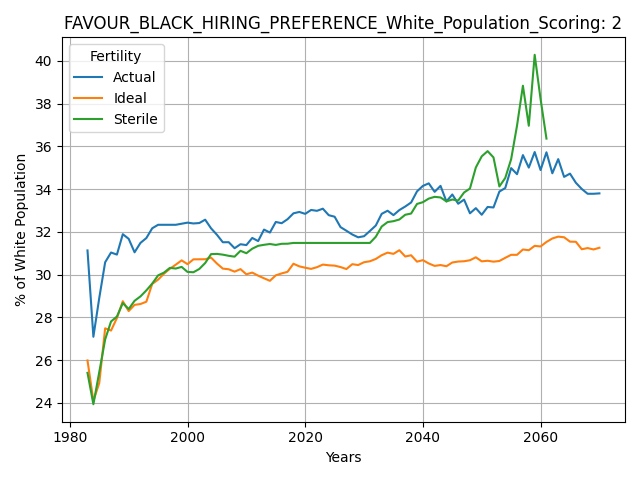 FAVOUR_BLACK_HIRING_PREFERENCE_White_Population_Scoring: 2
Fertility
Actual
Ideal
Sterile
% of White Population
40
38
36
34
32
30
28
26
24
1980
2000
2020
2040
2060
Years